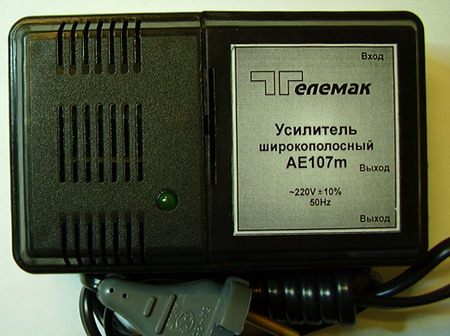 Вход
Телемак
Усилитель
широкополосный
AE107m
Выход
~220V ± 10%
50Hz
Выход